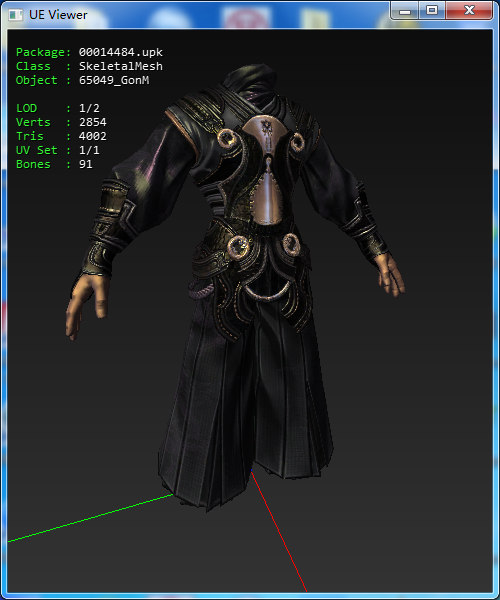 UE Viewer
Package: 00014484.upk
Class : SkeletalMesh
Object : 65049_GonM
LOD : 1/2
Verts : 2854
Tris : 4002
UV Set : 1/1
Bones : 91